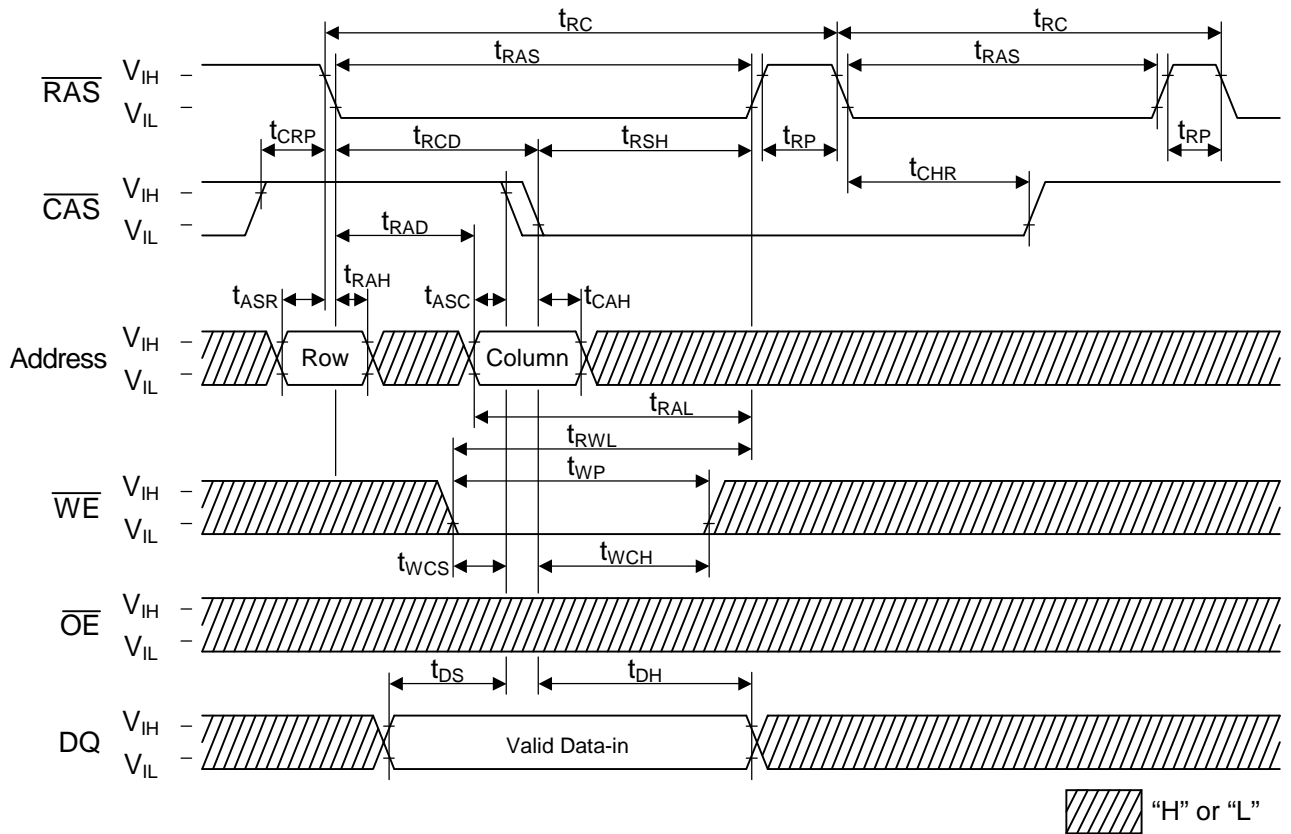 tRC tRC
tRAS tRAS
RAS VIH
VIL
tCRP tRCD tRSH tRP tCHR tRP
CAS VIH
VIL
tRAD
tASR tRAH tASC tCAH
Address VIH
VIL
Row Column
tRAL
tRWL
tWP
WE VIH
VIL
tWCS tWCH
OE VIH
VIL
tDS tDH
DQ VIH
VIL
Valid Data-in
“H” or “L”